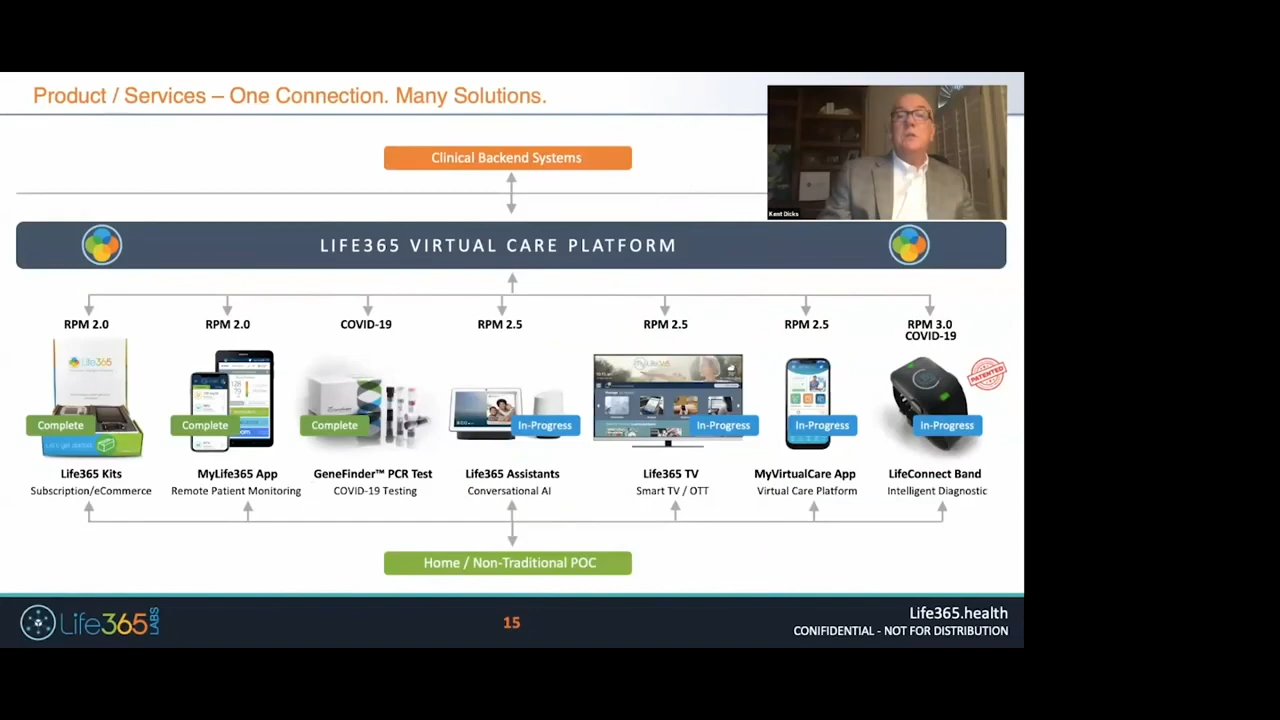 Product / Services – One Connection. Many Solutions.
Clinical Backend Systems
Kent Dicks
LIFE365 VIRTUAL CARE PLATFORM
RPM 2.0
RPM 2.0
COVID-19
RPM 2.5
RPM 2.5
RPM 2.5
RPM 3.0
COVID-19
Life365
MyLife365
PATENTED
Complete
Complete
Complete
In-Progress
In-Progress
In-Progress
In-Progress
Life365 Kits
MyLife365 App
GeneFinder™ PCR Test
Life365 Assistants
Life365 TV
MyVirtualCare App
LifeConnect Band
Subscription/eCommerce
Remote Patient Monitoring
COVID-19 Testing
Conversational AI
Smart TV / OTT
Virtual Care Platform
Intelligent Diagnostic
Home / Non-Traditional POC
Life365 LABS
15
Life365.health
CONIFIDENTIAL - NOT FOR DISTRIBUTION